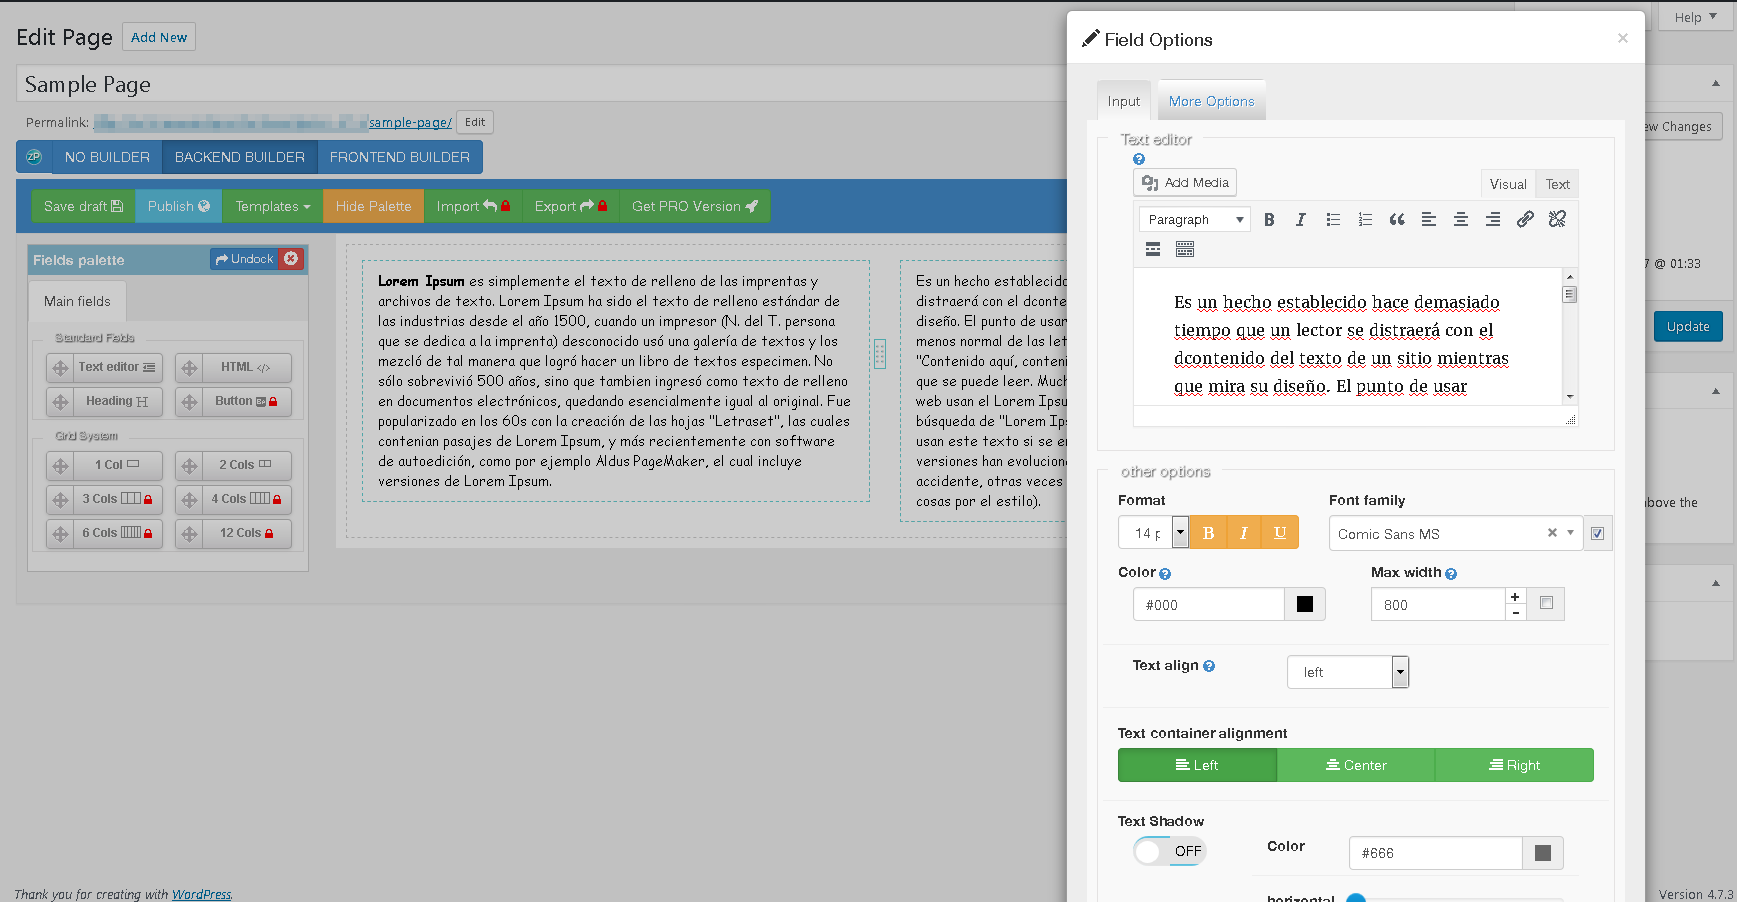 Edit Page Add New
Help
Sample Page
Permalink: sample-page/ Edit
ZP NO BUILDER BACKEND BUILDER FRONTEND BUILDER
Save draft Publish Templates Hide Palette Import Export Get PRO Version
Fields palette Undock
Main fields
Standard Fields
Text editor HTML </>
Heading Button
Grid System
1 Col 2 Cols
3 Cols 4 Cols
6 Cols 12 Cols
Lorem Ipsum es simplemente el texto de relleno de las imprentas y
archivos de texto. Lorem Ipsum ha sido el texto de relleno estándar de
las industrias desde el año 1500, cuando un impresor (N. del T. persona
que se dedica a la imprenta) desconocido usó una galería de textos y los
mezcló de tal manera que logró hacer un libro de textos especimen. No
sólo sobrevivió 500 años, sino que tambien ingresó como texto de relleno
en documentos electrónicos, quedando esencialmente igual al original. Fue
popularizado en los 60s con la creación de las hojas "Letraset", las cuales
contenian pasajes de Lorem Ipsum, y más recientemente con software
de autoedición, como por ejemplo Aldus PageMaker, el cual incluye
versiones de Lorem Ipsum.
Es un hecho establecido
distraerá con el dconte
diseño. El punto de usar
menos normal de las let
"Contenido aquí, conteni
que se puede leer. Much
web usan el Lorem Ipsu
búsqueda de "Lorem Ip
usan este texto si se en
versiones han evolucion
accidente, otras veces
cosas por el estilo).
Field Options ×
Input More Options
Text editor
Add Media Visual Text
Paragraph B I
Es un hecho establecido hace demasiado
tiempo que un lector se distraerá con el
dcontenido del texto de un sitio mientras
que mira su diseño. El punto de usar
other options
Format Font family
14 p B I U Comic Sans MS
Color Max width
#000 800 + -
Text align left
Text container alignment
Left Center Right
Text Shadow
OFF Color #666
horizontal
ew Changes
7 @ 01:33
Update
bove the
Thank you for creating with WordPress.
Version 4.7.3